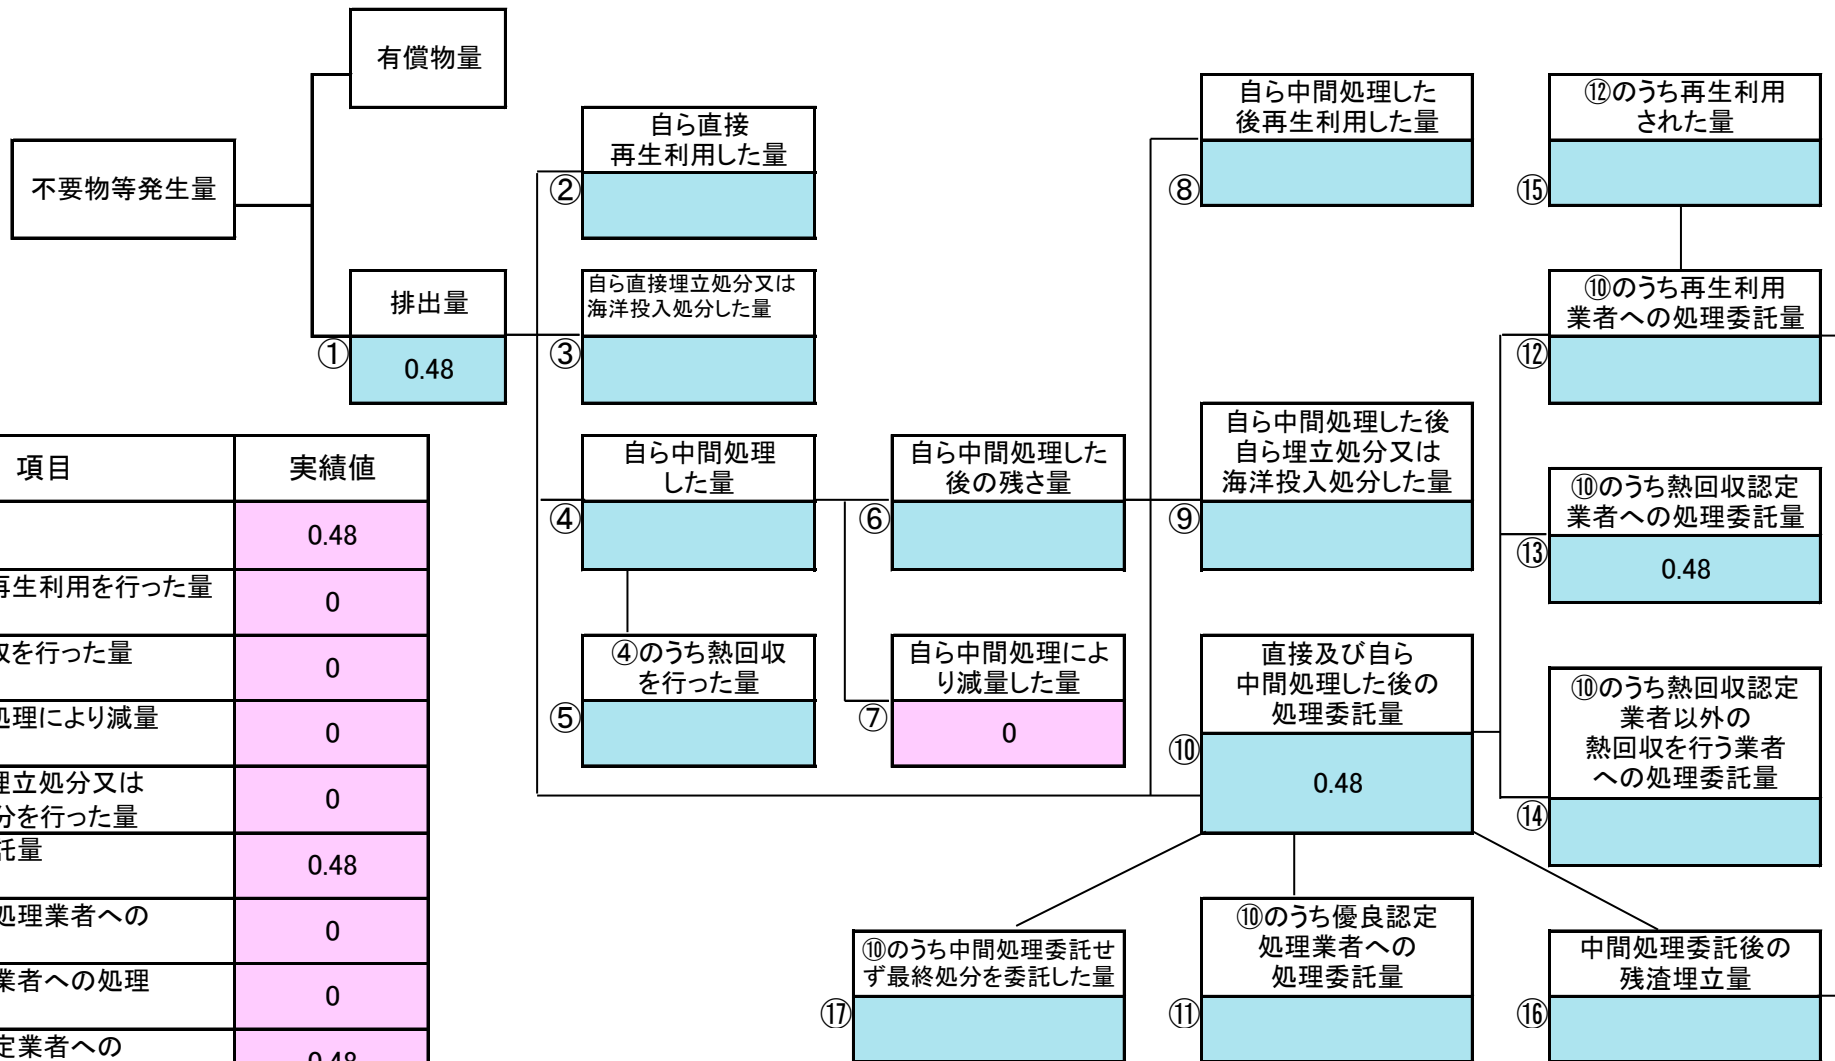 有償物量
不要物等発生量
排出量
①
0.48
自ら直接
再生利用した量
②
自ら直接埋立処分又は
海洋投入処分した量
③
自ら中間処理
した量
④
④のうち熱回収
を行った量
⑤
自ら中間処理した
後の残さ量
⑥
自ら中間処理によ
り減量した量
⑦
0
自ら中間処理した
後再生利用した量
⑧
自ら中間処理した後
自ら埋立処分又は
海洋投入処分した量
⑨
直接及び自ら
中間処理した後の
処理委託量
⑩
0.48
⑫のうち再生利用
された量
⑮
⑩のうち再生利用
業者への処理委託量
⑫
⑩のうち熱回収認定
業者への処理委託量
⑬
0.48
⑩のうち熱回収認定
業者以外の
熱回収を行う業者
への処理委託量
⑭
⑩のうち中間処理委託せ
ず最終処分を委託した量
⑰
⑩のうち優良認定
処理業者への
処理委託量
⑪
中間処理委託後の
残渣埋立量
⑯
項目 実績値
0.48
再生利用を行った量
0
収を行った量
0
処理により減量
0
埋立処分又は
分を行った量
0
託量
0.48
処理業者への
0
業者への処理
0
定業者への
0.48